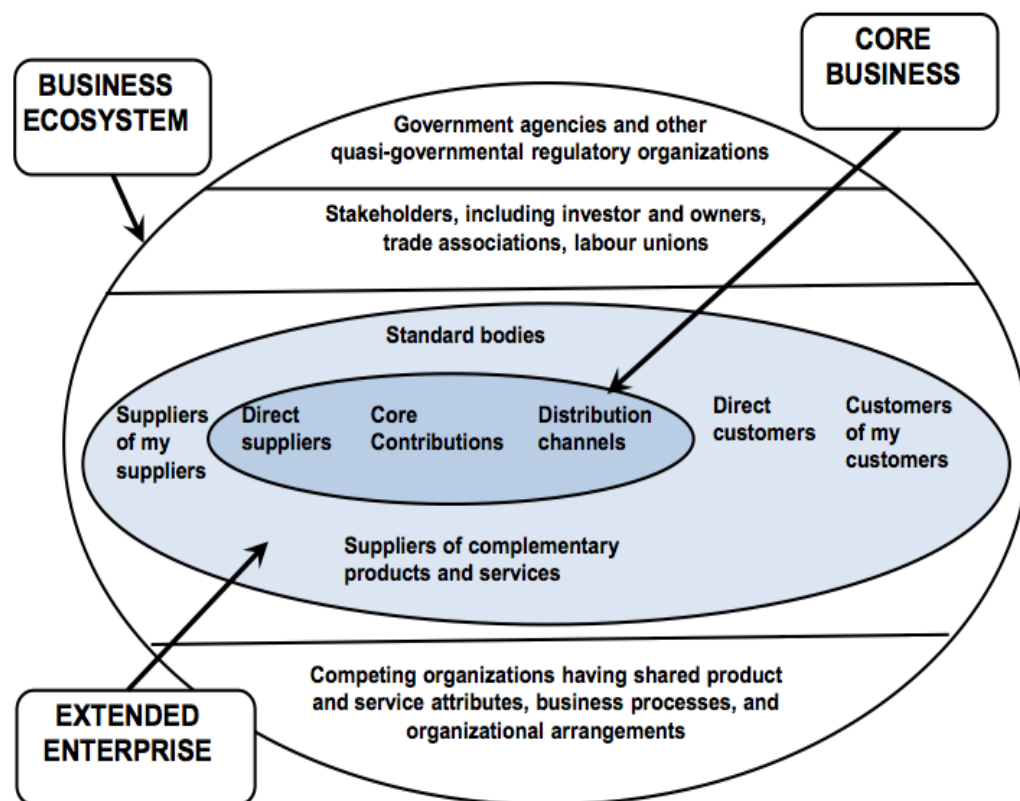 BUSINESS
ECOSYSTEM
CORE
BUSINESS
Government agencies and other
quasi-governmental regulatory organizations
Stakeholders, including investor and owners,
trade associations, labour unions
Standard bodies
Suppliers
of my
suppliers
Direct
suppliers
Core
Contributions
Distribution
channels
Direct
customers
Customers
of my
customers
Suppliers of complementary
products and services
Competing organizations having shared product
and service attributes, business processes, and
organizational arrangements
EXTENDED
ENTERPRISE